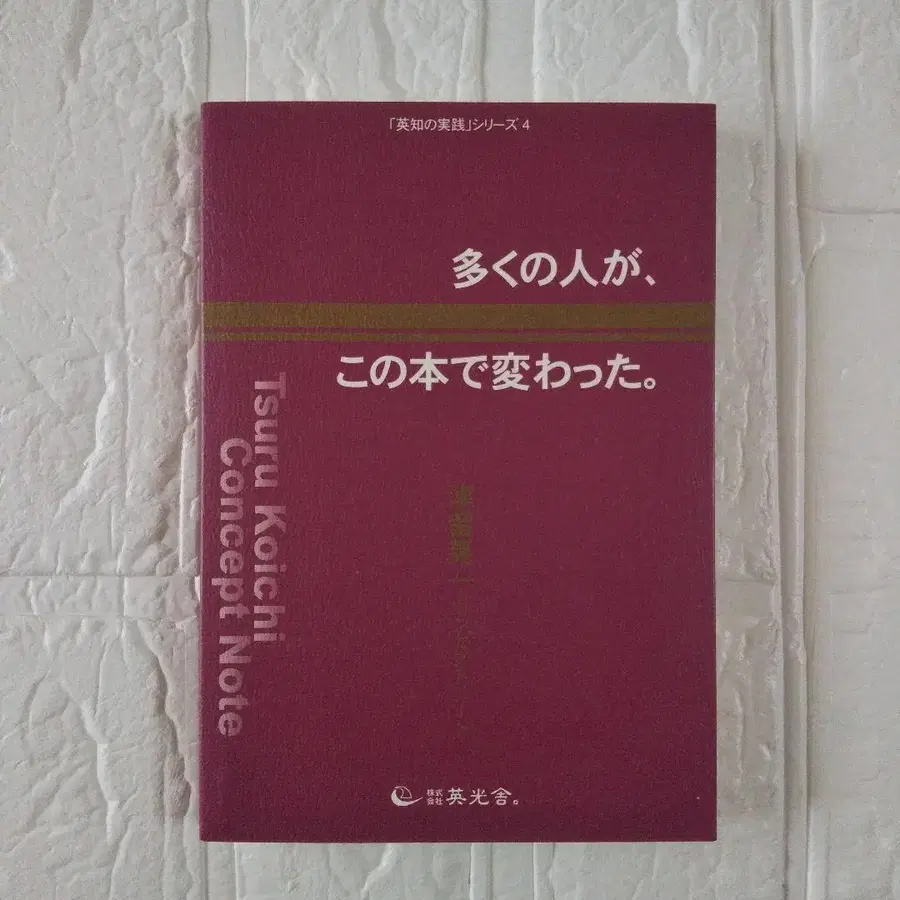 「英知の実践」シリーズ4
多くの人が、
この本で変わった。
Tsuru Koichi
Concept Note
株式会社
英光舎。